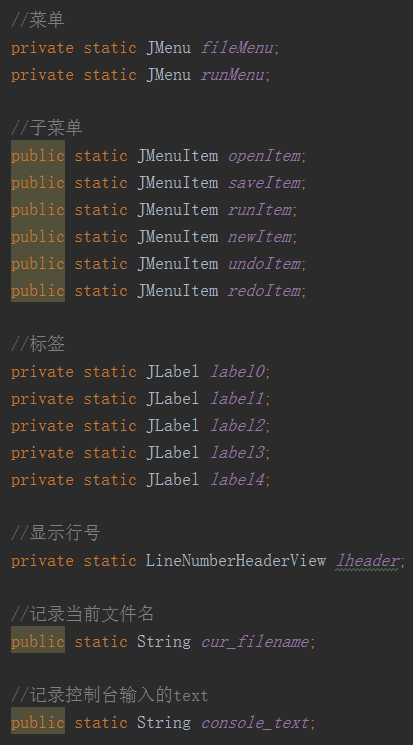 //菜单
private static JMenu fileMenu;
private static JMenu runMenu;
//子菜单
public static JMenuItem openItem;
public static JMenuItem saveItem;
public static JMenuItem runItem;
public static JMenuItem newItem;
public static JMenuItem undoItem;
public static JMenuItem redoItem;
//标签
private static JLabel label0;
private static JLabel label1;
private static JLabel label2;
private static JLabel label3;
private static JLabel label4;
//显示行号
private static LineNumberHeaderView lheader;
//记录当前文件名
public static String cur_filename;
//记录控制台输入的text
public static String console_text;